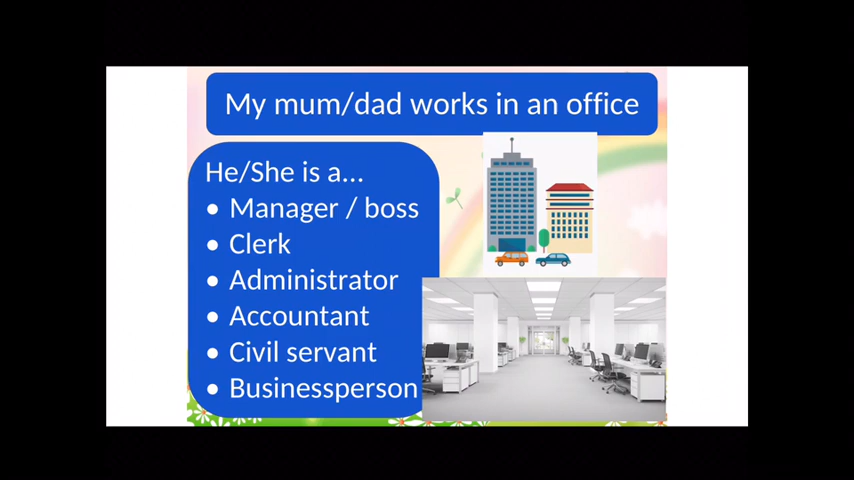 My mum/dad works in an office
He/She is a...
• Manager / boss
• Clerk
• Administrator
• Accountant
• Civil servant
• Businessperson